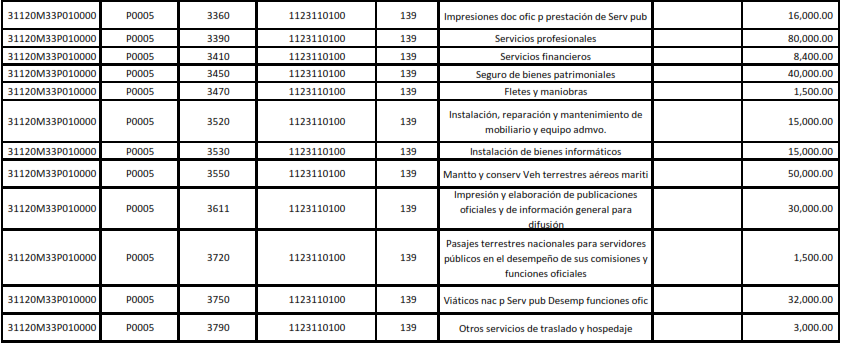 31120M33P010000 P0005 3360 1123110100 139 Impresiones doc ofic p prestación de Serv pub 16,000.00
31120M33P010000 P0005 3390 1123110100 139 Servicios profesionales 80,000.00
31120M33P010000 P0005 3410 1123110100 139 Servicios financieros 8,400.00
31120M33P010000 P0005 3450 1123110100 139 Seguro de bienes patrimoniales 40,000.00
31120M33P010000 P0005 3470 1123110100 139 Fletes y maniobras 1,500.00
31120M33P010000 P0005 3520 1123110100 139 Instalación, reparación y mantenimiento de
mobiliario y equipo admvo. 15,000.00
31120M33P010000 P0005 3530 1123110100 139 Instalación de bienes informáticos 15,000.00
31120M33P010000 P0005 3550 1123110100 139 Mantto y conserv Veh terrestres aéreos mariti 50,000.00
31120M33P010000 P0005 3611 1123110100 139 Impresión y elaboración de publicaciones
oficiales y de información general para
difusión 30,000.00
31120M33P010000 P0005 3720 1123110100 139 Pasajes terrestres nacionales para servidores
públicos en el desempeño de sus comisiones y
funciones oficiales 1,500.00
31120M33P010000 P0005 3750 1123110100 139 Viáticos nac p Serv pub Desemp funciones ofic 32,000.00
31120M33P010000 P0005 3790 1123110100 139 Otros servicios de traslado y hospedaje 3,000.00